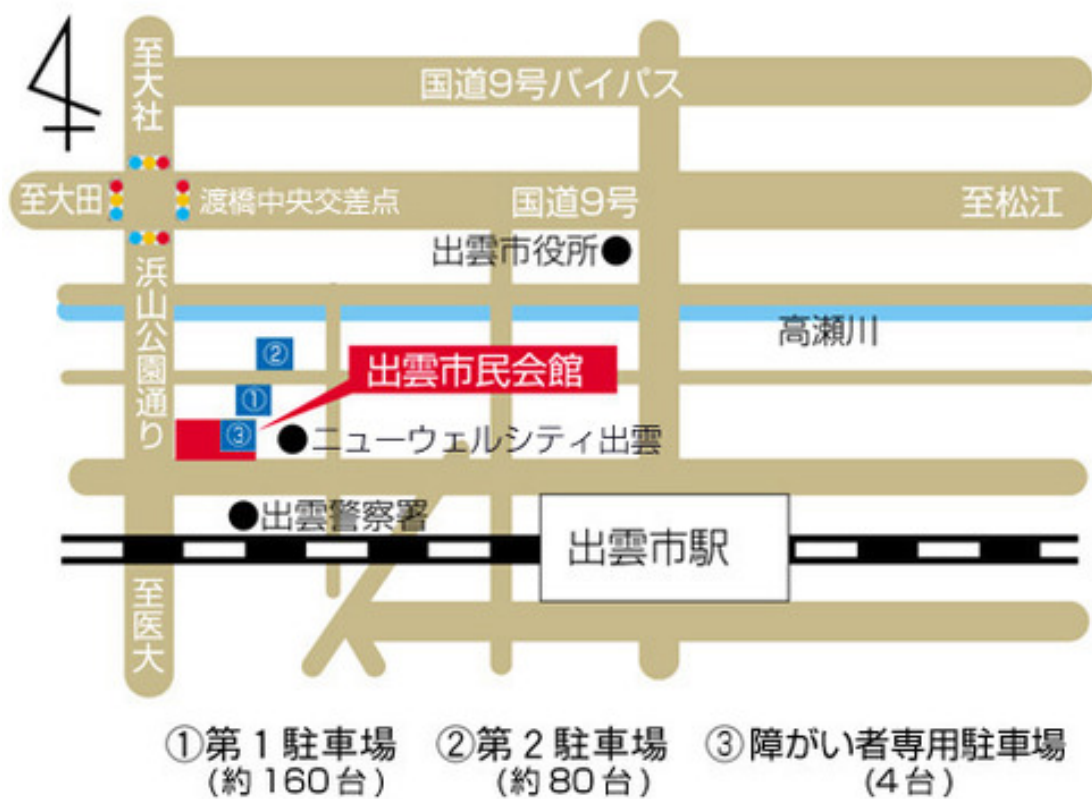 至大社
国道9号バイパス
至大田
渡橋中央交差点
国道9号
至松江
出雲市役所
浜山公園通り
高瀬川
②
出雲市民会館
①
③
ニューウェルシティ出雲
出雲警察署
出雲市駅
至医大
①第1駐車場
(約160台)
②第2駐車場
(約80台)
③障がい者専用駐車場
(4台)